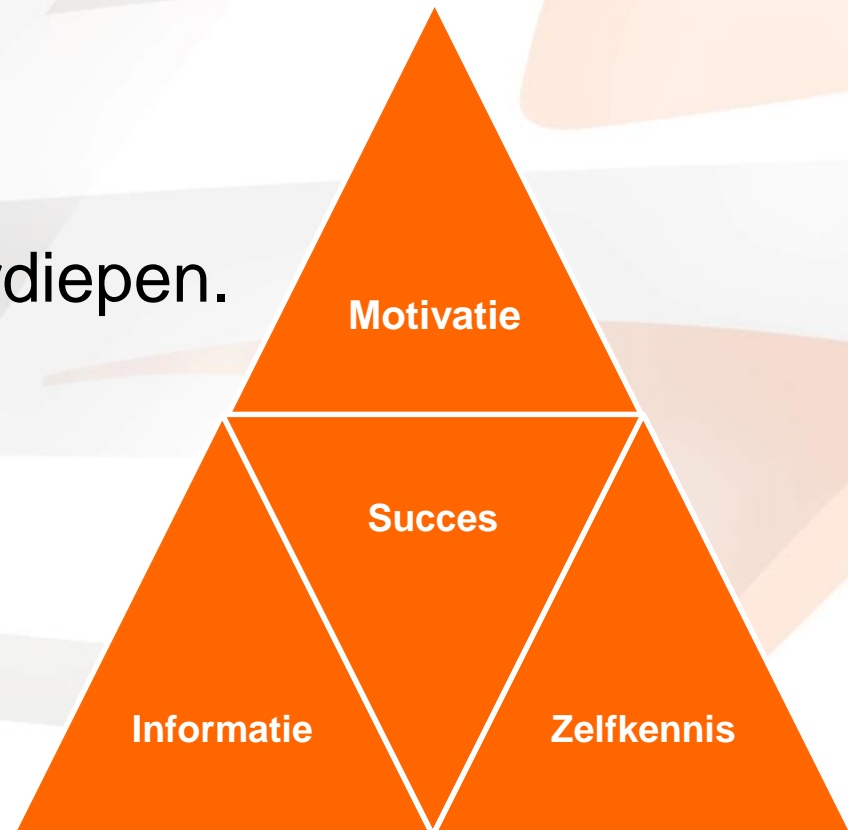 diepen.
Motivatie
Succes
Informatie
Zelfkennis